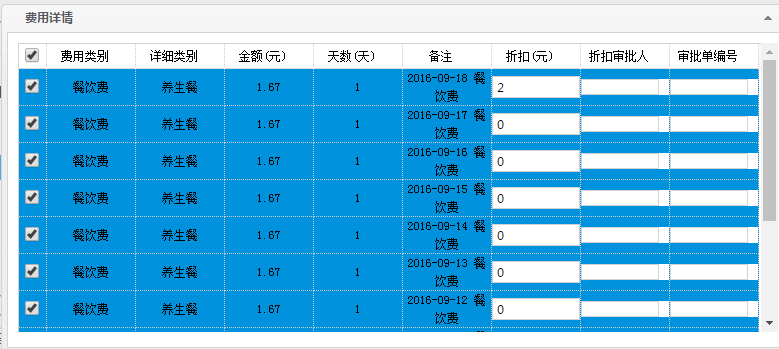 费用详情
费用类别 详细类别 金额(元) 天数(天) 备注 折扣(元) 折扣审批人 审批单编号
餐饮费 养生餐 1.67 1 2016-09-18 餐饮费 2
餐饮费 养生餐 1.67 1 2016-09-17 餐饮费 0
餐饮费 养生餐 1.67 1 2016-09-16 餐饮费 0
餐饮费 养生餐 1.67 1 2016-09-15 餐饮费 0
餐饮费 养生餐 1.67 1 2016-09-14 餐饮费 0
餐饮费 养生餐 1.67 1 2016-09-13 餐饮费 0
餐饮费 养生餐 1.67 1 2016-09-12 餐饮费 0